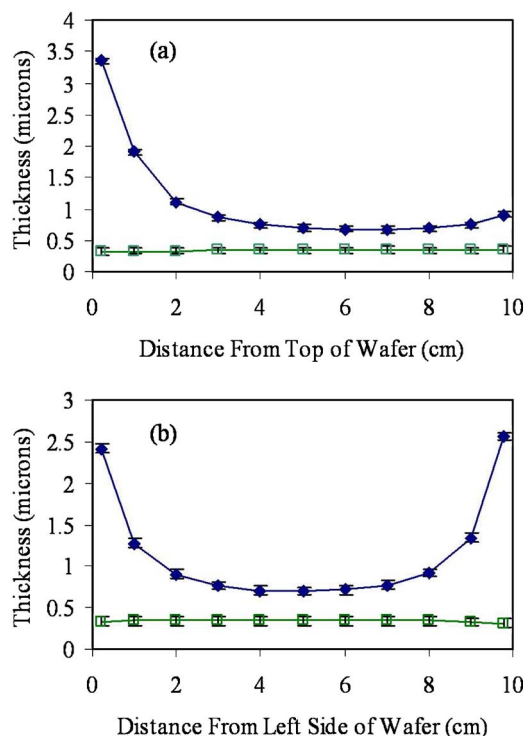 (a)
Thickness (microns)
4
3.5
3
2.5
2
1.5
1
0.5
0
0 2 4 6 8 10
Distance From Top of Wafer (cm)
(b)
Thickness (microns)
3
2.5
2
1.5
1
0.5
0
0 2 4 6 8 10
Distance From Left Side of Wafer (cm)